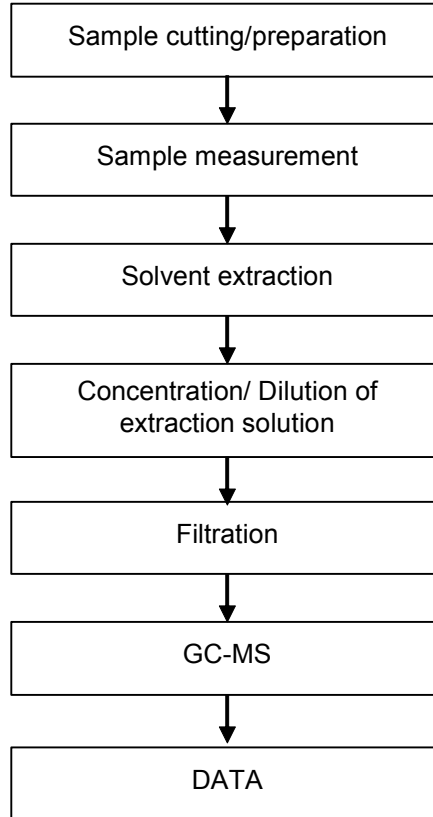 Sample cutting/preparation
Sample measurement
Solvent extraction
Concentration/ Dilution of
extraction solution
Filtration
GC-MS
DATA